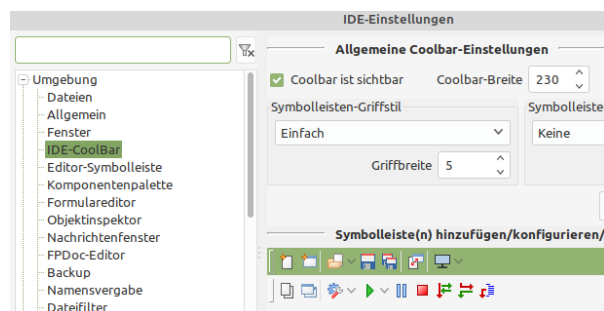 IDE-Einstellungen
Allgemeine Coolbar-Einstellungen
Coolbar ist sichtbar Coolbar-Breite 230
Symbolleisten-Griffstil Symbolleiste
Einfach Keine
Griffbreite 5
Symbolleiste(n) hinzufügen/konfigurieren/
Umgebung
Dateien
Allgemein
Fenster
IDE-CoolBar
Editor-Symbolleiste
Komponentenpalette
Formulareditor
Objektinspektor
Nachrichtenfenster
FPDoc-Editor
Backup
Namensvergabe
Dateifilter